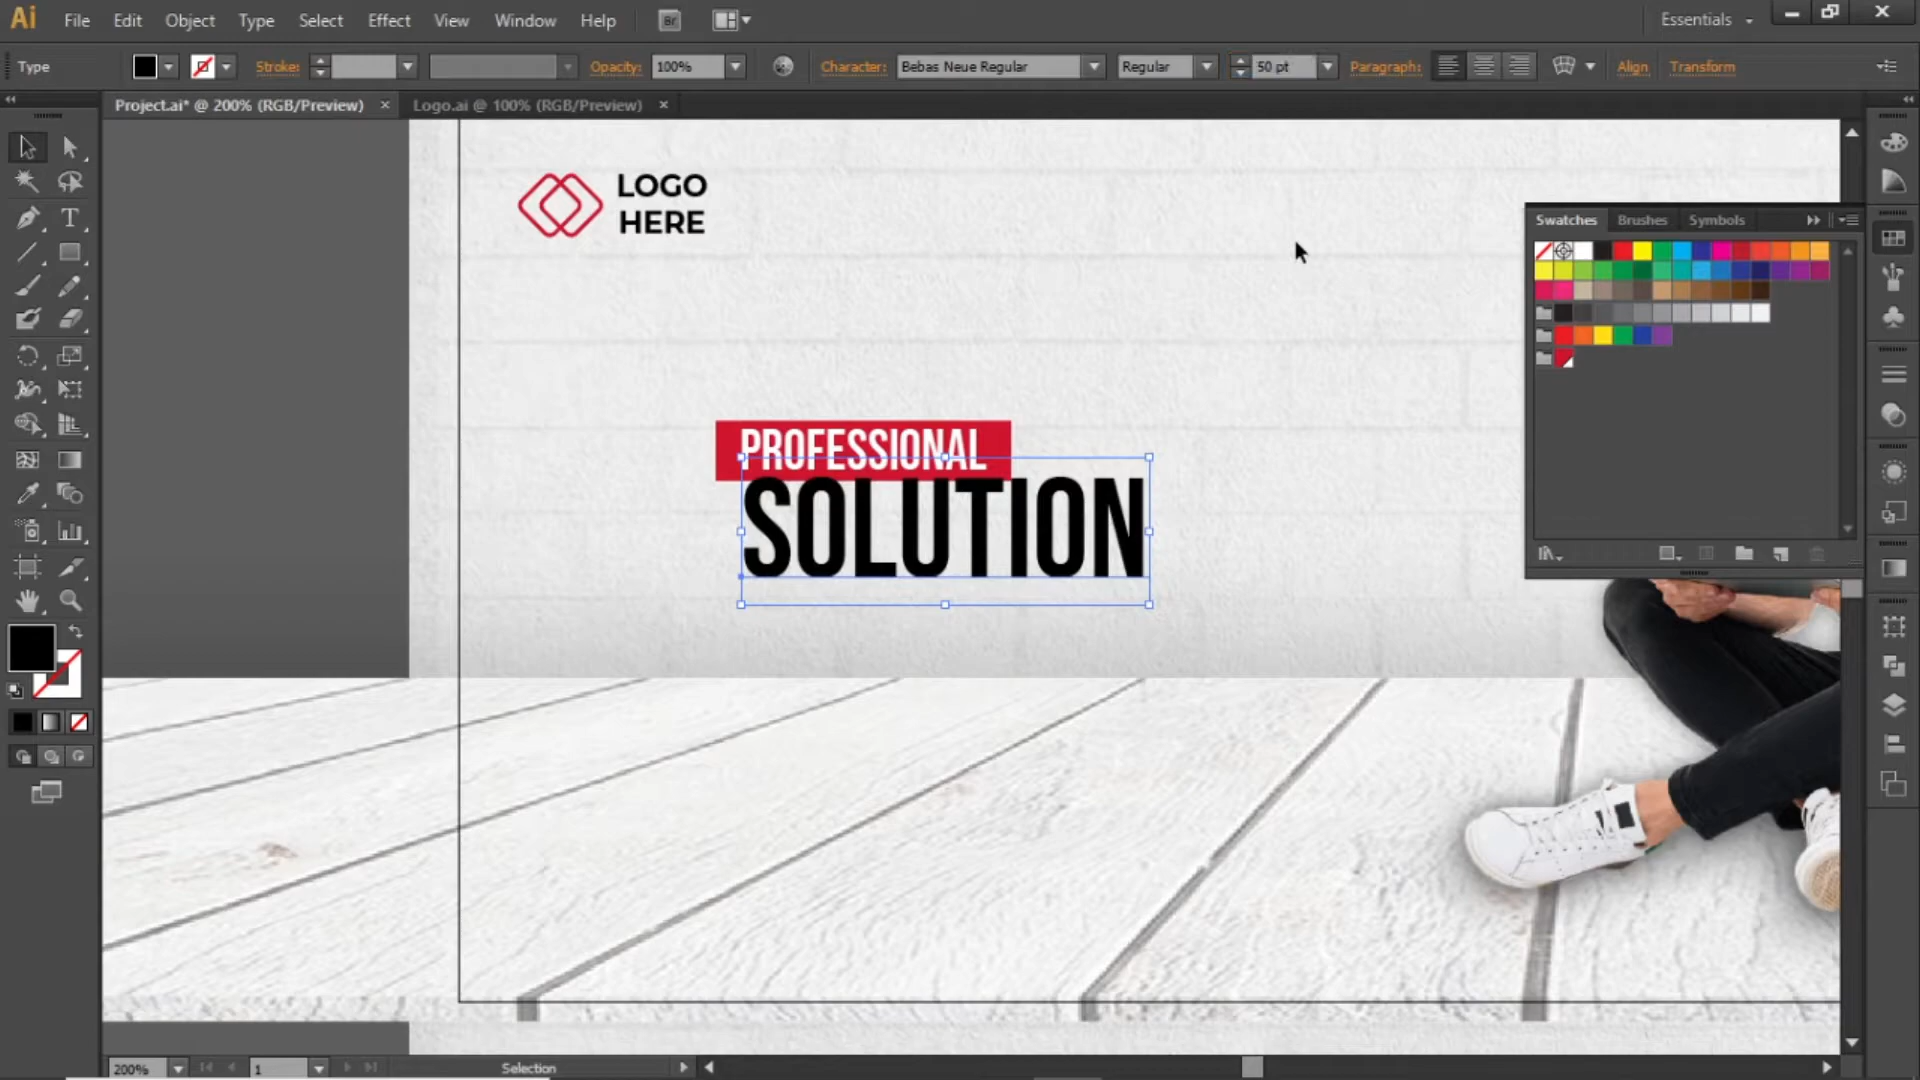 Ai File Edit Object Type Select Effect View Window Help Br Essentials
Type Stroke: Opacity: 100% Character: Bebas Neue Regular Regular 50 pt Paragraph: Align Transform
Project.ai* @ 200% (RGB/Preview) × Logo.ai @ 100% (RGB/Preview) ×
LOGO
HERE
Swatches Brushes Symbols
PROFESSIONAL
SOLUTION
200% 1 Selection